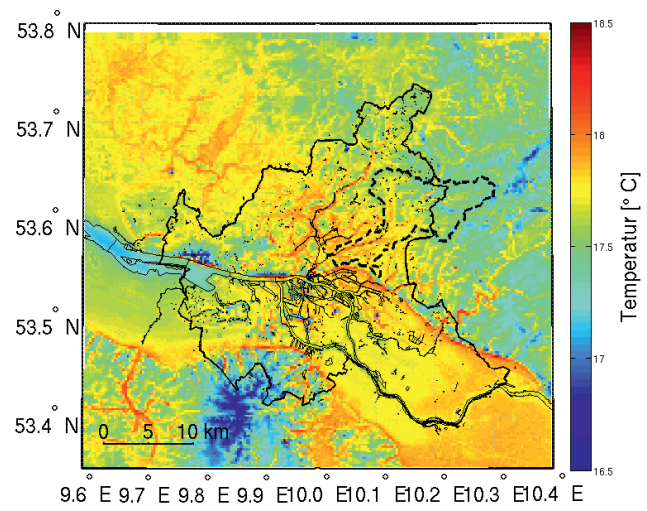 53.8° N
53.7° N
53.6° N
53.5° N
53.4° N
0 5 10 km
9.6° E 9.7° E 9.8° E 9.9° E 10.0° E 10.1° E 10.2° E 10.3° E 10.4° E
18.5
18
17.5
17
16.5
Temperatur [° C]